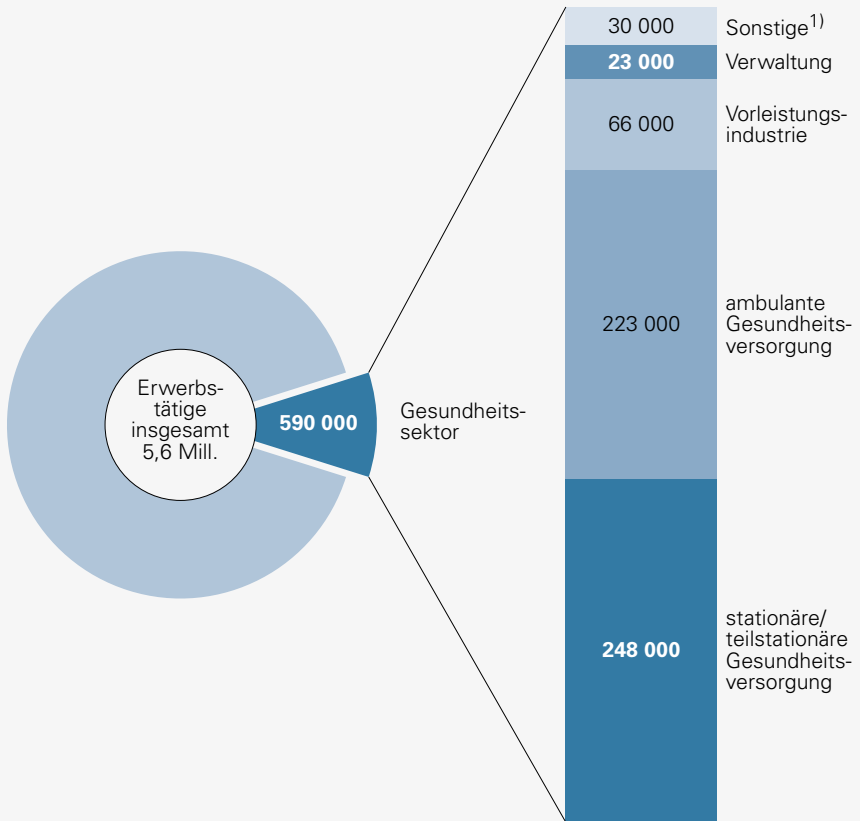 30 000
Sonstige1)
23 000
Verwaltung
66 000
Vorleistungs-
industrie
223 000
ambulante
Gesundheits-
versorgung
Erwerbs-
tätige
insgesamt
5,6 Mill.
590 000
Gesundheits-
sektor
248 000
stationäre/
teilstationäre
Gesundheits-
versorgung